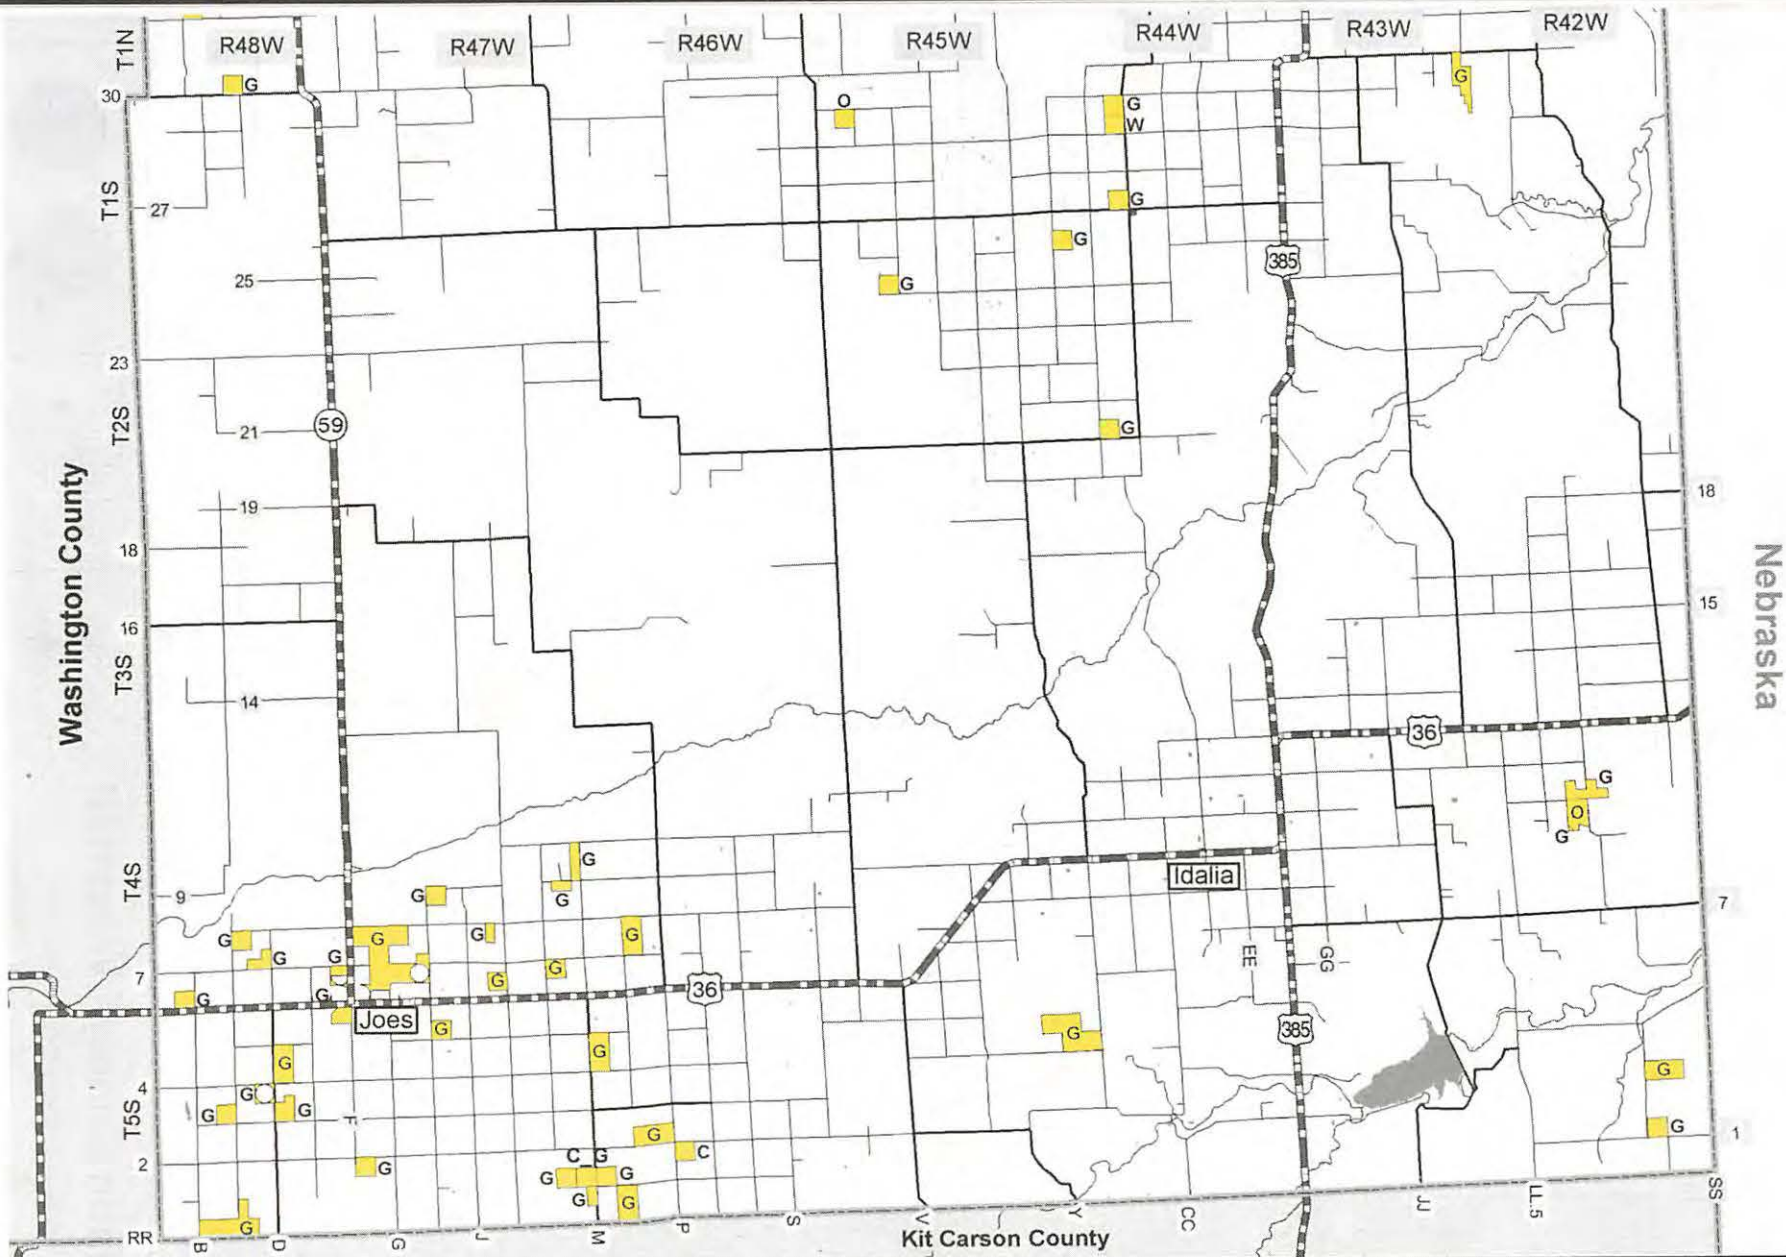 R48W
R47W
R46W
R45W
R44W
R43W
R42W
T1N
G
G
30
O
G
W
T1S
27
G
G
385
25
G
23
T2S
59
21
G
Washington County
19
18
18
Nebraska
15
16
T3S
14
36
G
O
G
T4S
9
G
G
G
Idalia
7
G
G
G
G
G
G
7
G
G
G
G
36
EE
GG
Joes
G
G
385
G
G
G
4
G
G
G
T5S
F
G
G
G
1
2
G
C
C G
G
G
G
G
G
RR
B
D
G
J
M
P
S
V
Y
CC
JJ
LL.5
SS
Kit Carson County